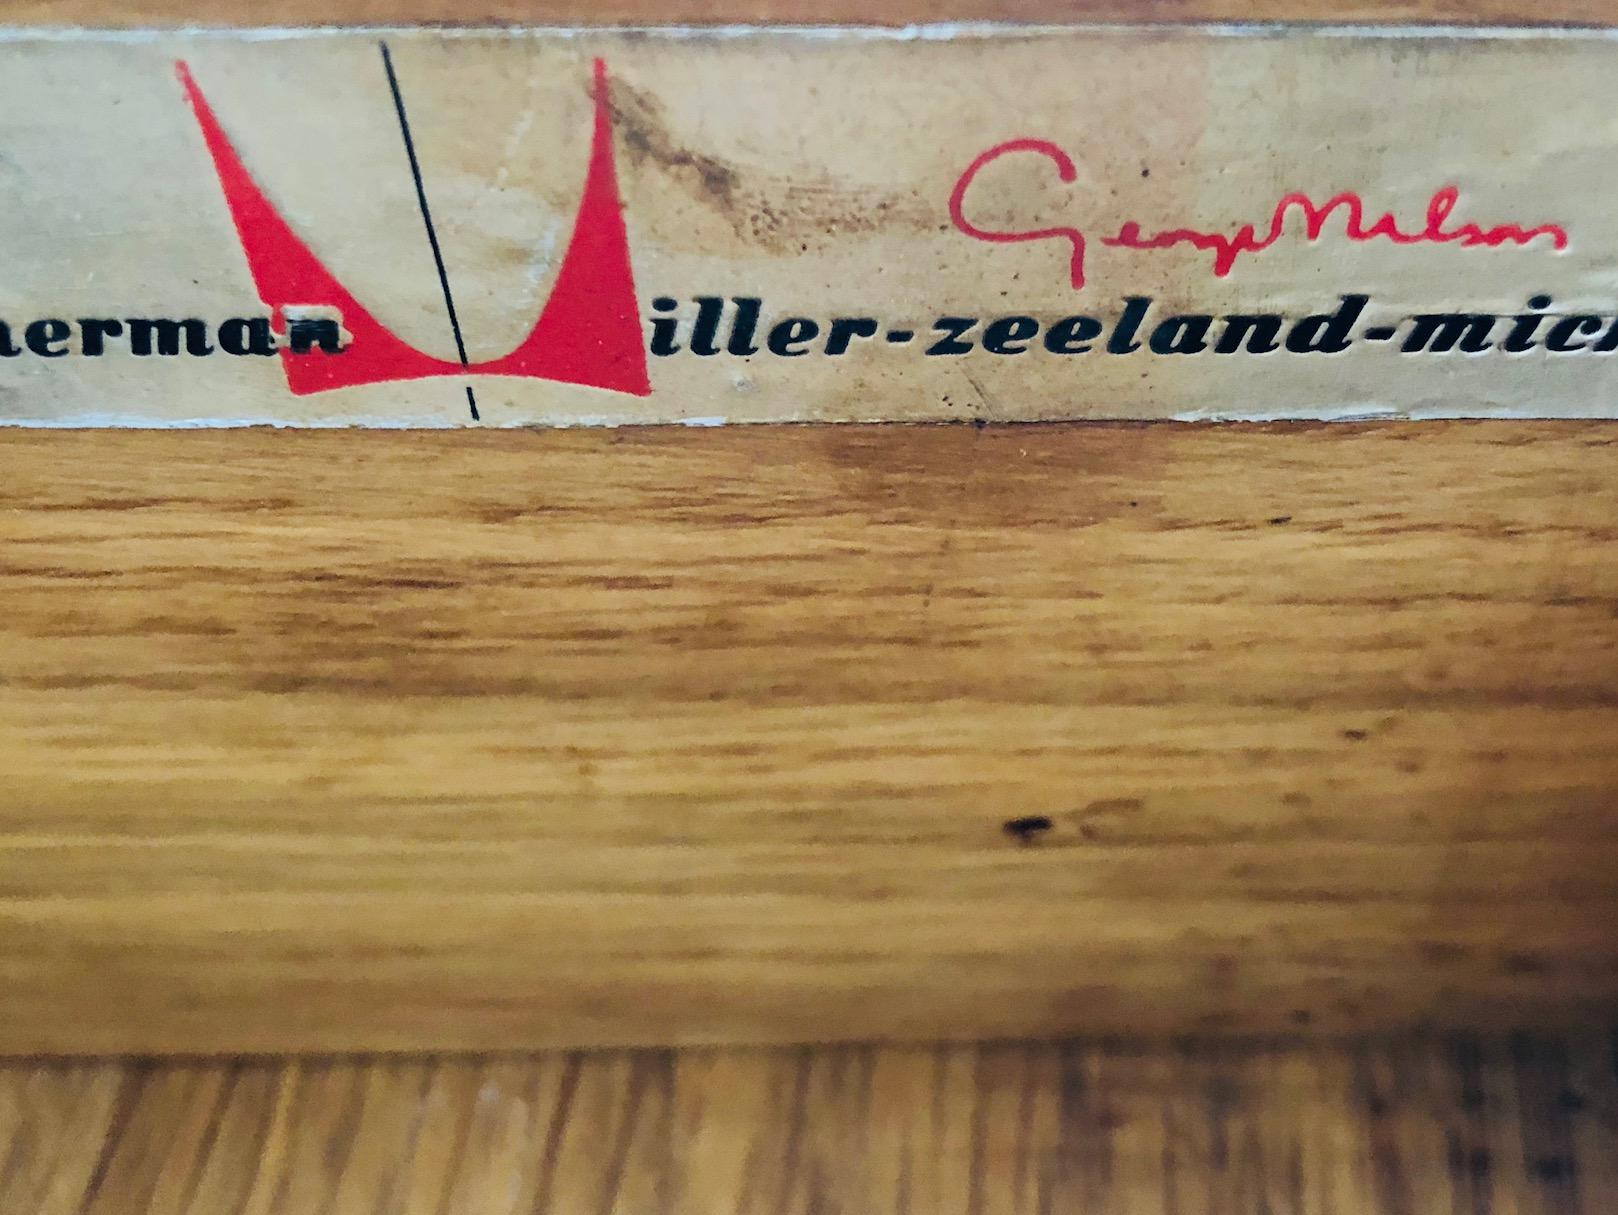 George Nelson
herman miller-zeeland-mich